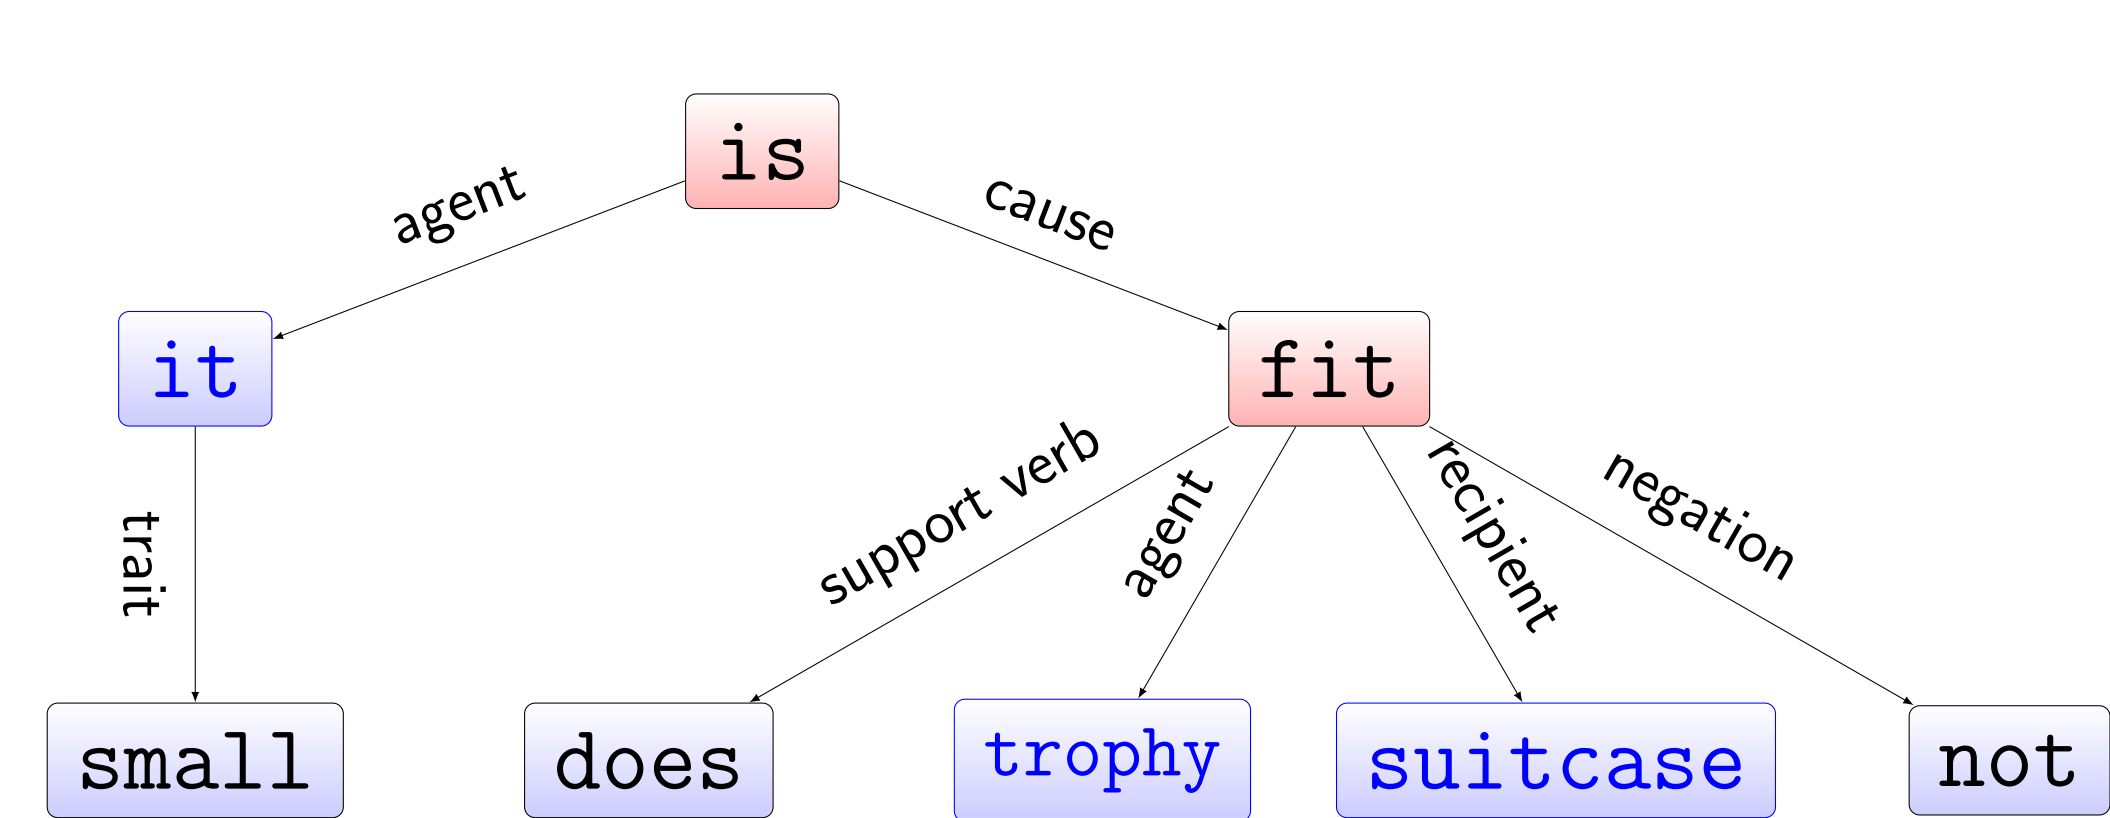 is
agent
cause
it
fit
trait
support verb
agent
recipient
negation
small
does
trophy
suitcase
not